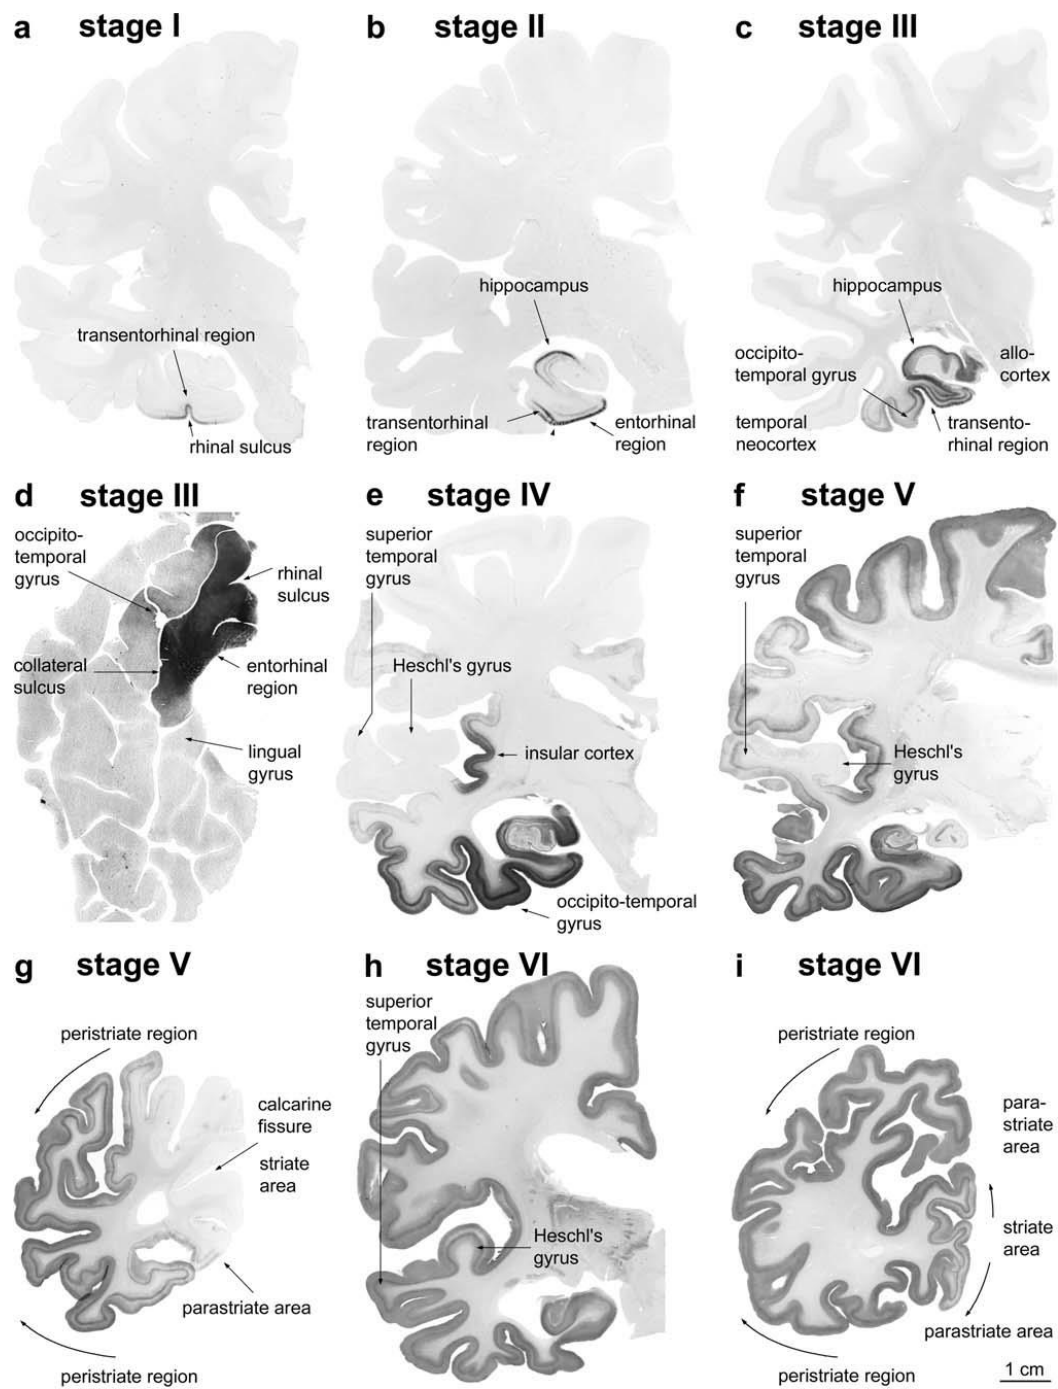 a stage I
b stage II
c stage III
transentorhinal region
rhinal sulcus
hippocampus
transentorhinal
region
entorhinal
region
hippocampus
occipito-
temporal gyrus
allo-
cortex
temporal
neocortex
transento-
rhinal region
d stage III
e stage IV
f stage V
occipito-
temporal
gyrus
rhinal
sulcus
collateral
sulcus
entorhinal
region
lingual
gyrus
superior
temporal
gyrus
Heschl's gyrus
insular cortex
occipito-temporal
gyrus
superior
temporal
gyrus
Heschl's
gyrus
g stage V
h stage VI
i stage VI
peristriate region
calcarine
fissure
striate
area
parastriate area
peristriate region
superior
temporal
gyrus
Heschl's
gyrus
peristriate region
para-
striate
area
striate
area
parastriate area
peristriate region
1 cm